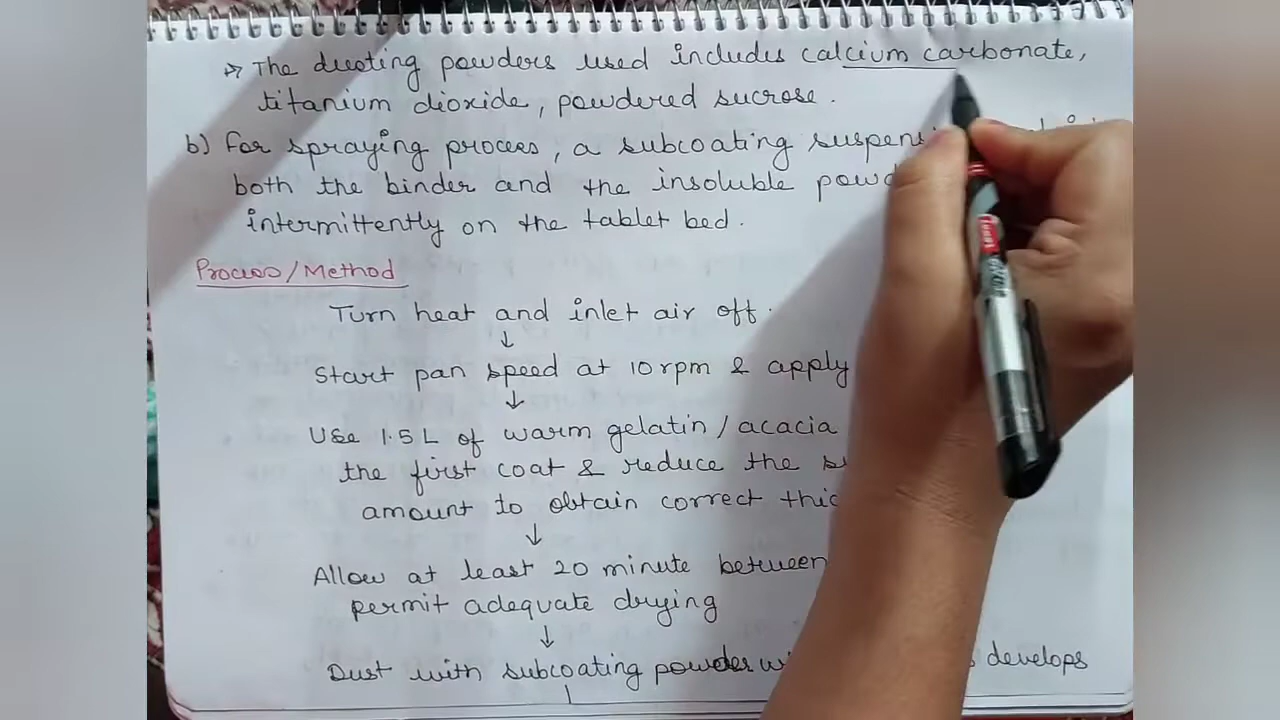 → The dusting powders used includes calcium carbonate,
titanium dioxide, powdered sucrose.
b) For spraying process, a subcoating
both the binder and the insoluble
intermittently on the tablet bed.
Process/Method
Turn heat and inlet air off.
↓
Start pan speed at 10 rpm & apply
↓
Use 1.5 L of warm gelatin/acacia
the first coat & reduce the
amount to obtain correct
↓
Allow at least 20 minute between
permit adequate drying
↓
Dust with subcoating powder develops